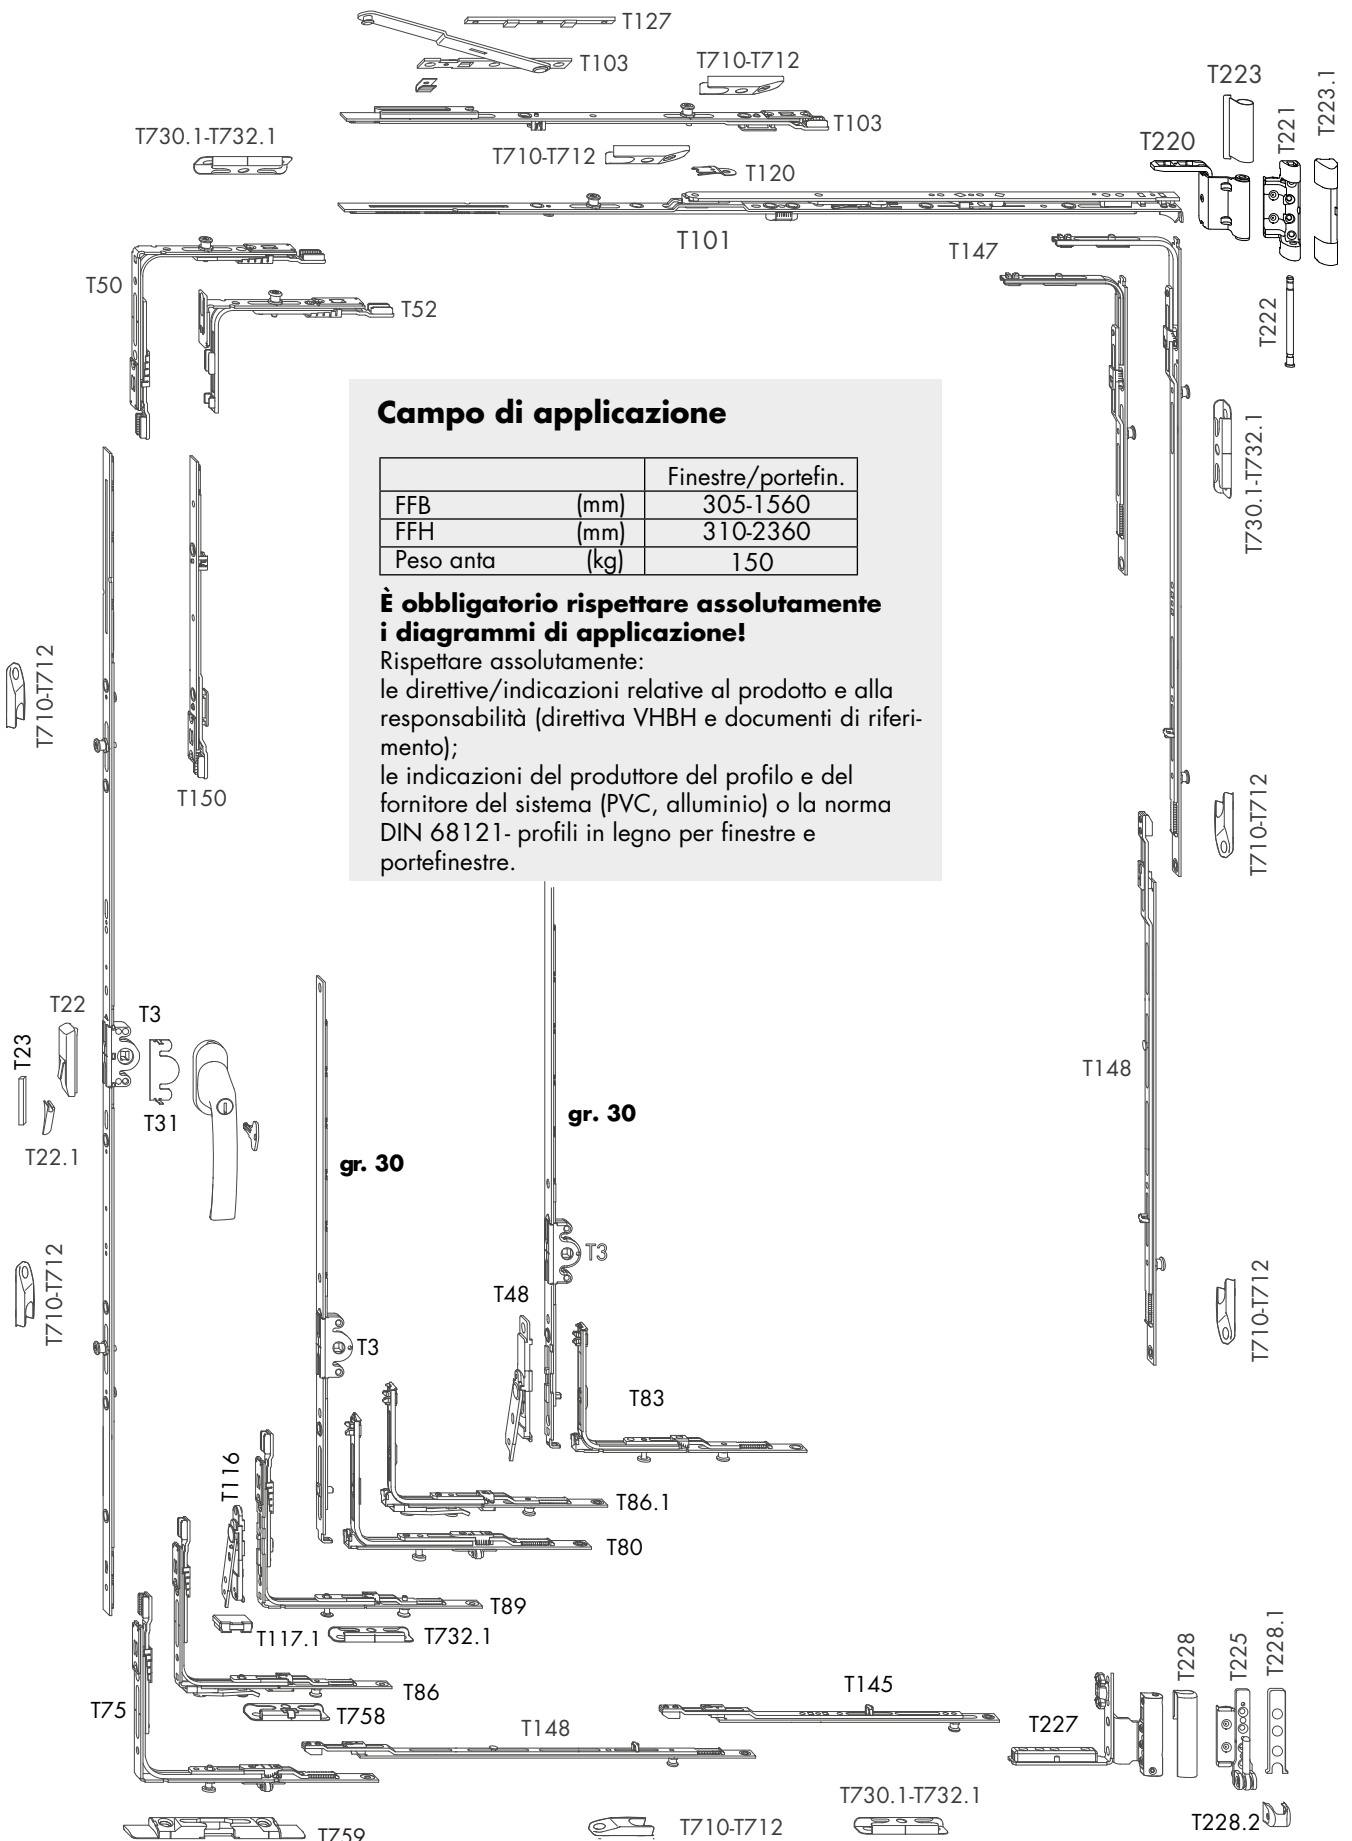 T127
T103
T710-T712
T103
T730.1-T732.1
T710-T712
T120
T223
T221
T223.1
T220
T101
T147
T50
T52
T222
Campo di applicazione
Finestre/portefin.
FFB (mm) 305-1560
FFH (mm) 310-2360
Peso anta (kg) 150
È obbligatorio rispettare assolutamente
i diagrammi di applicazione!
Rispettare assolutamente:
le direttive/indicazioni relative al prodotto e alla
responsabilità (direttiva VHBH e documenti di riferi-
mento);
le indicazioni del produttore del profilo e del
fornitore del sistema (PVC, alluminio) o la norma
DIN 68121- profili in legno per finestre e
portefinestre.
T730.1-T732.1
T710-T712
T150
T710-T712
T22
T3
T23
T31
T22.1
T148
gr. 30
gr. 30
T710-T712
T3
T48
T3
T710-T712
T83
T116
T86.1
T80
T89
T117.1
T732.1
T86
T75
T758
T148
T145
T227
T228
T225
T228.1
T730.1-T732.1
T228.2
T710-T712
T759